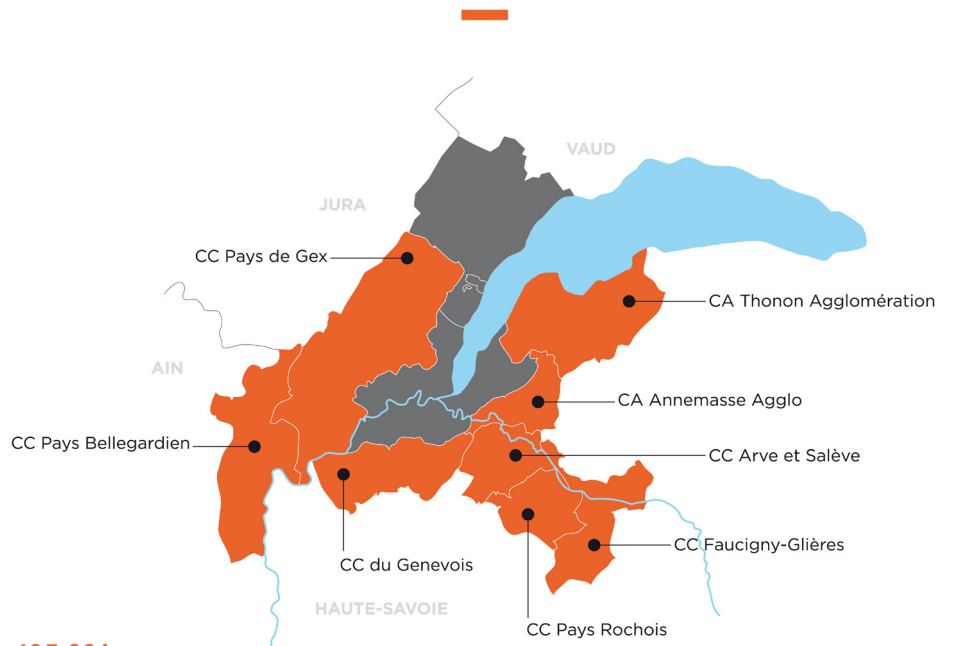 VAUD
JURA
CC Pays de Gex
CA Thonon Agglomération
AIN
CA Annemasse Agglo
CC Pays Bellegardien
CC Arve et Salève
CC Faucigny-Glières
CC du Genevois
HAUTE-SAVOIE
CC Pays Rochois